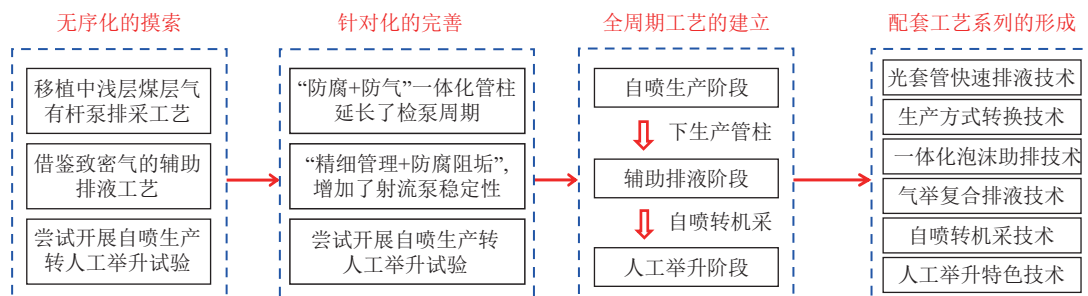 无序化的摸索
移植中浅层煤层气
有杆泵排采工艺
借鉴致密气的辅助
排液工艺
尝试开展自喷生产
转人工举升试验
针对化的完善
“防腐+防气”一体化管柱
延长了检泵周期
“精细管理+防腐阻垢”，
增加了射流泵稳定性
尝试开展自喷生产转
人工举升试验
全周期工艺的建立
自喷生产阶段
下生产管柱
辅助排液阶段
自喷转机采
人工举升阶段
配套工艺系列的形成
光套管快速排液技术
生产方式转换技术
一体化泡沫助排技术
气举复合排液技术
自喷转机采技术
人工举升特色技术